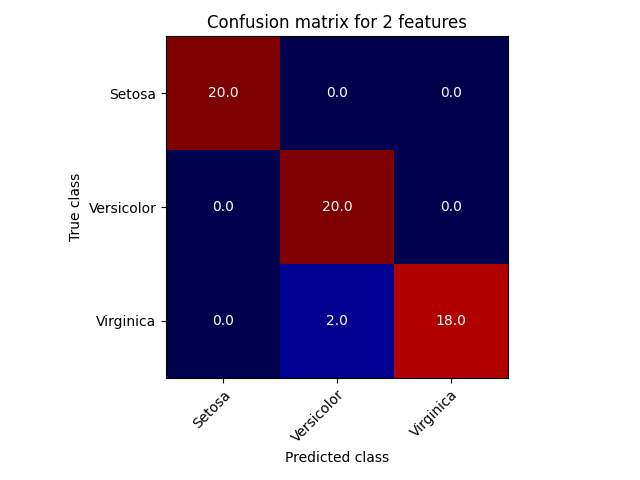 Confusion matrix for 2 features
True class
Setosa 20.0 0.0 0.0
Versicolor 0.0 20.0 0.0
Virginica 0.0 2.0 18.0
Setosa Versicolor Virginica
Predicted class